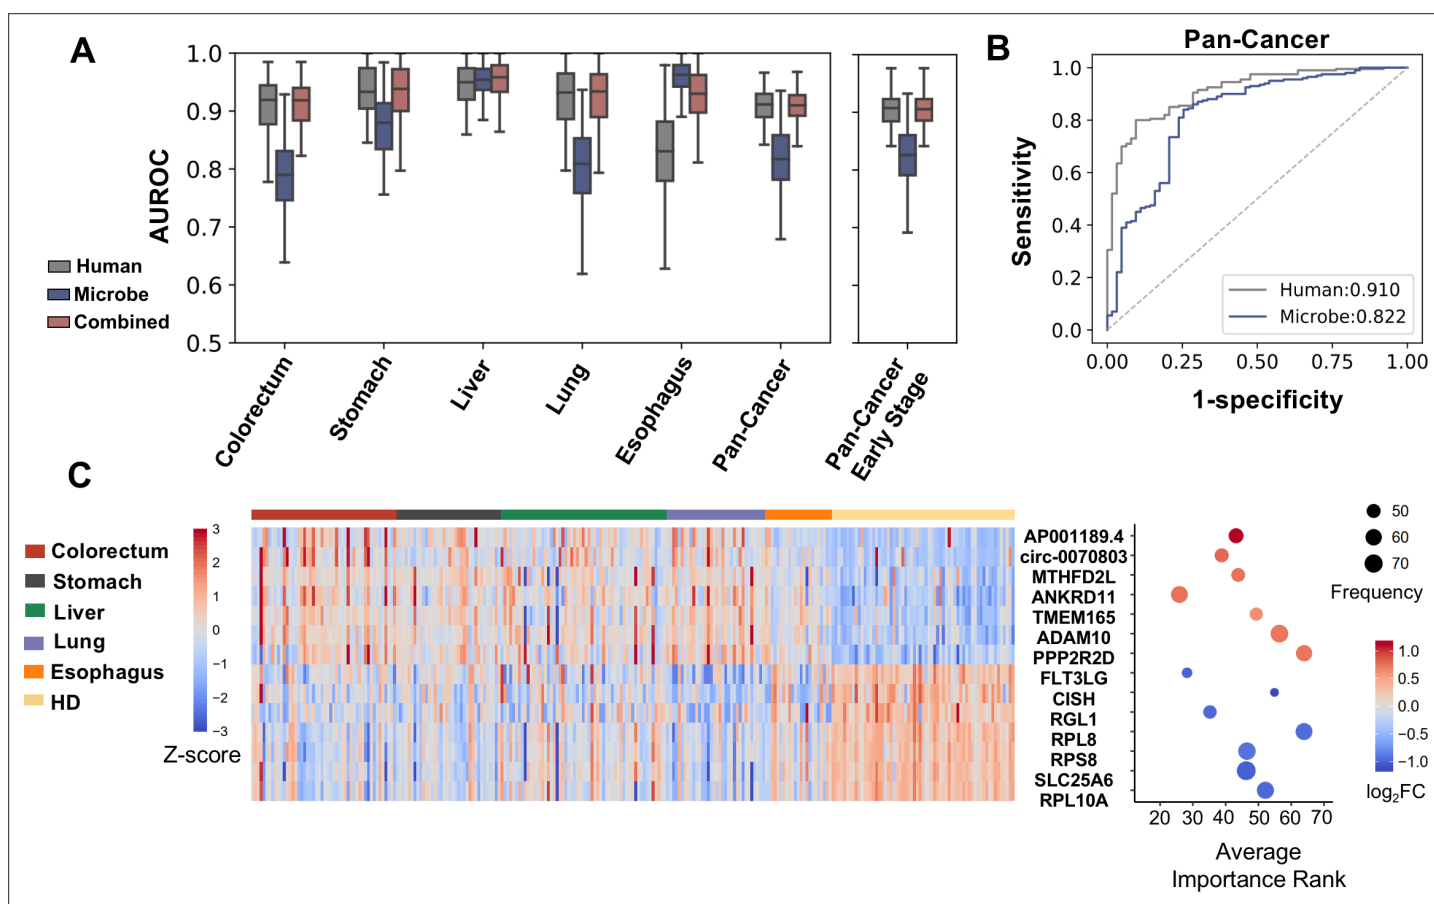 A
1.0
0.9
0.8
0.7
0.6
0.5
AUROC
Human
Microbe
Combined
Colorectum
Stomach
Liver
Lung
Esophagus
Pan-Cancer
Pan-Cancer
Early Stage
B
Pan-Cancer
1.0
0.8
0.6
0.4
0.2
0.0
Sensitivity
Human:0.910
Microbe:0.822
0.00
0.25
0.50
0.75
1.00
1-specificity
C
Colorectum
Stomach
Liver
Lung
Esophagus
HD
3
2
1
0
−1
−2
−3
Z-score
AP001189.4
circ-0070803
MTHFD2L
ANKRD11
TMEM165
ADAM10
PPP2R2D
FLT3LG
CISH
RGL1
RPL8
RPS8
SLC25A6
RPL10A
20 30 40 50 60 70
Average
Importance Rank
50
60
70
Frequency
1.0
0.5
0.0
−0.5
−1.0
log₂FC